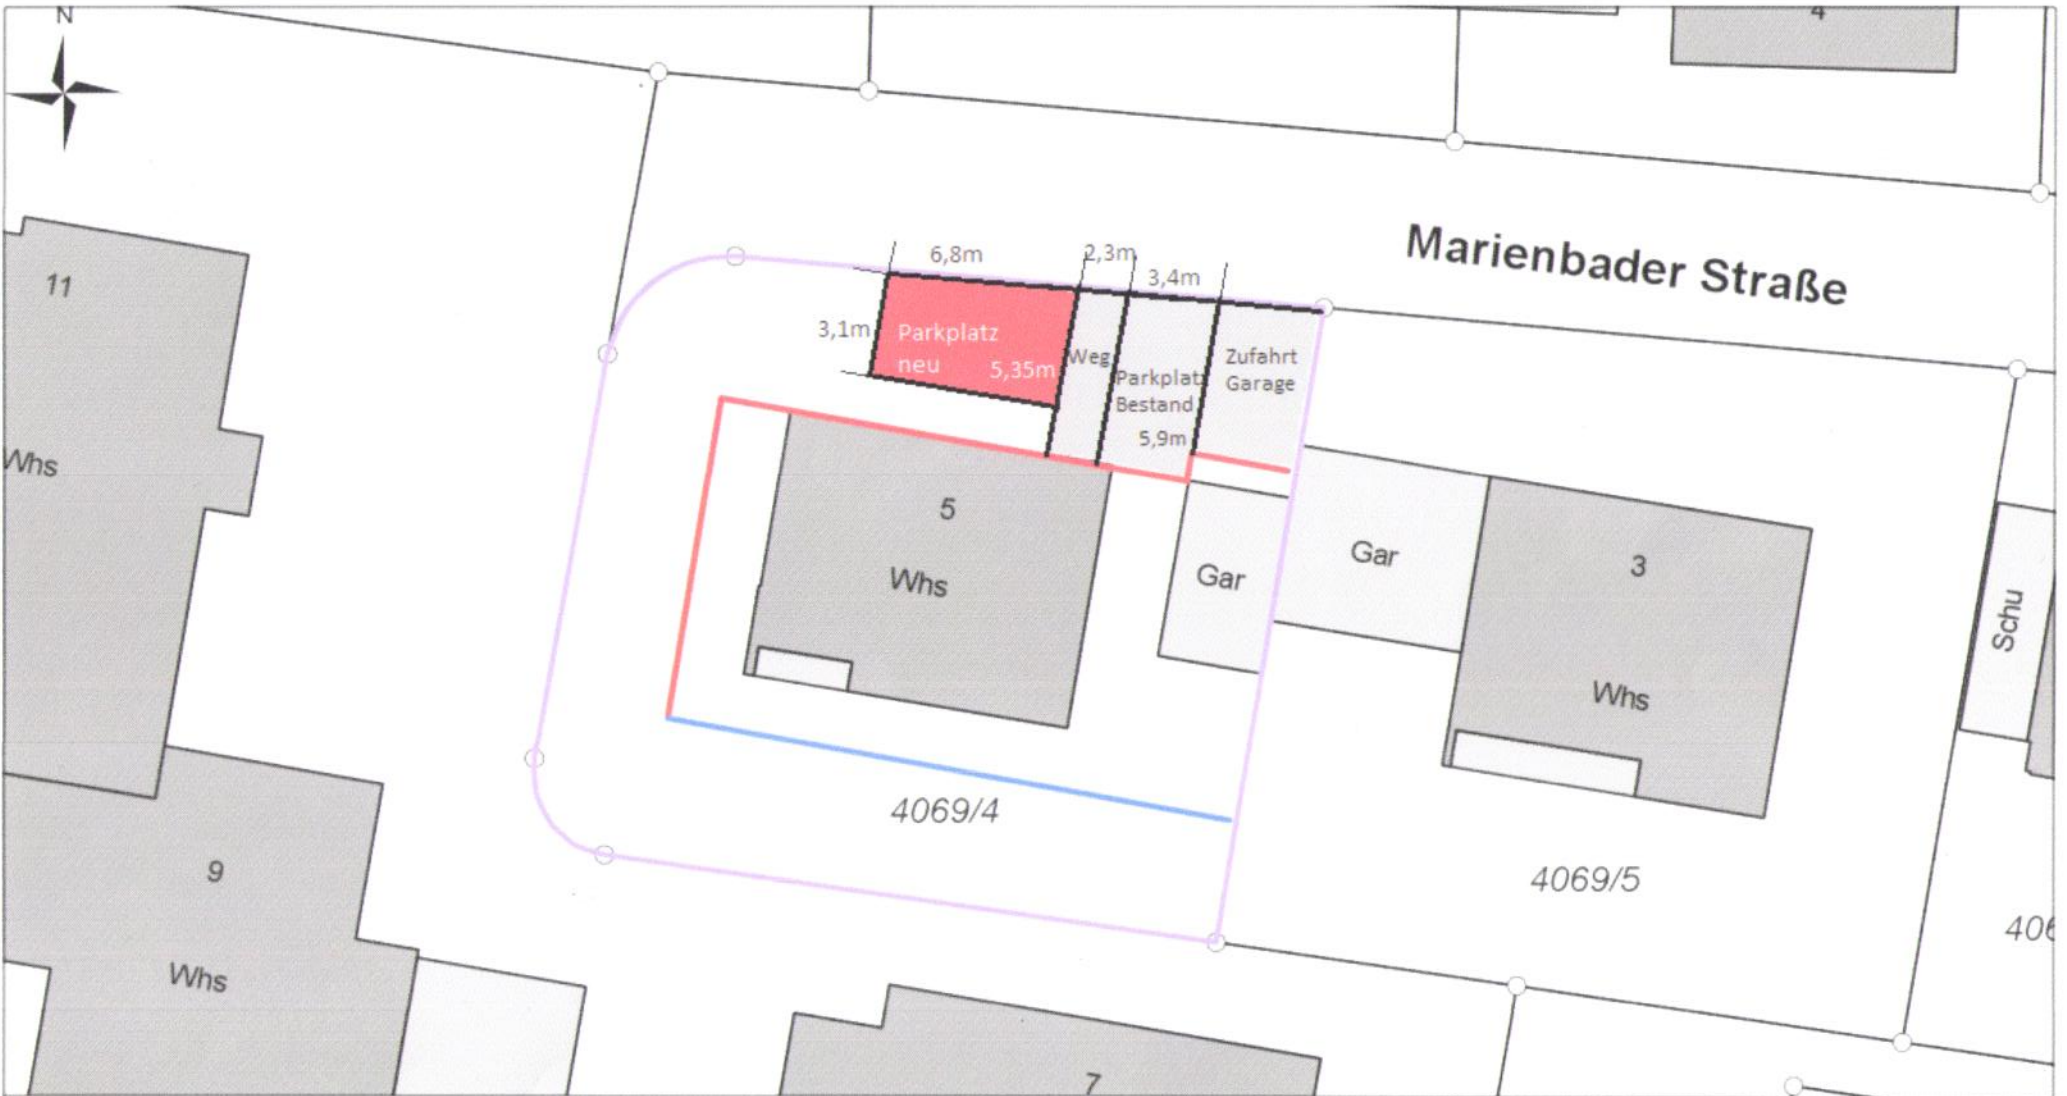 N
4
Marienbader Straße
6,8m
2,3m
3,4m
11
3,1m
Parkplatz
neu
5,35m
Weg
Parkplatz
Bestand
5,9m
Zufahrt
Garage
Whs
5
Whs
Gar
Gar
3
Whs
Schu
4069/4
4069/5
406
9
Whs
7